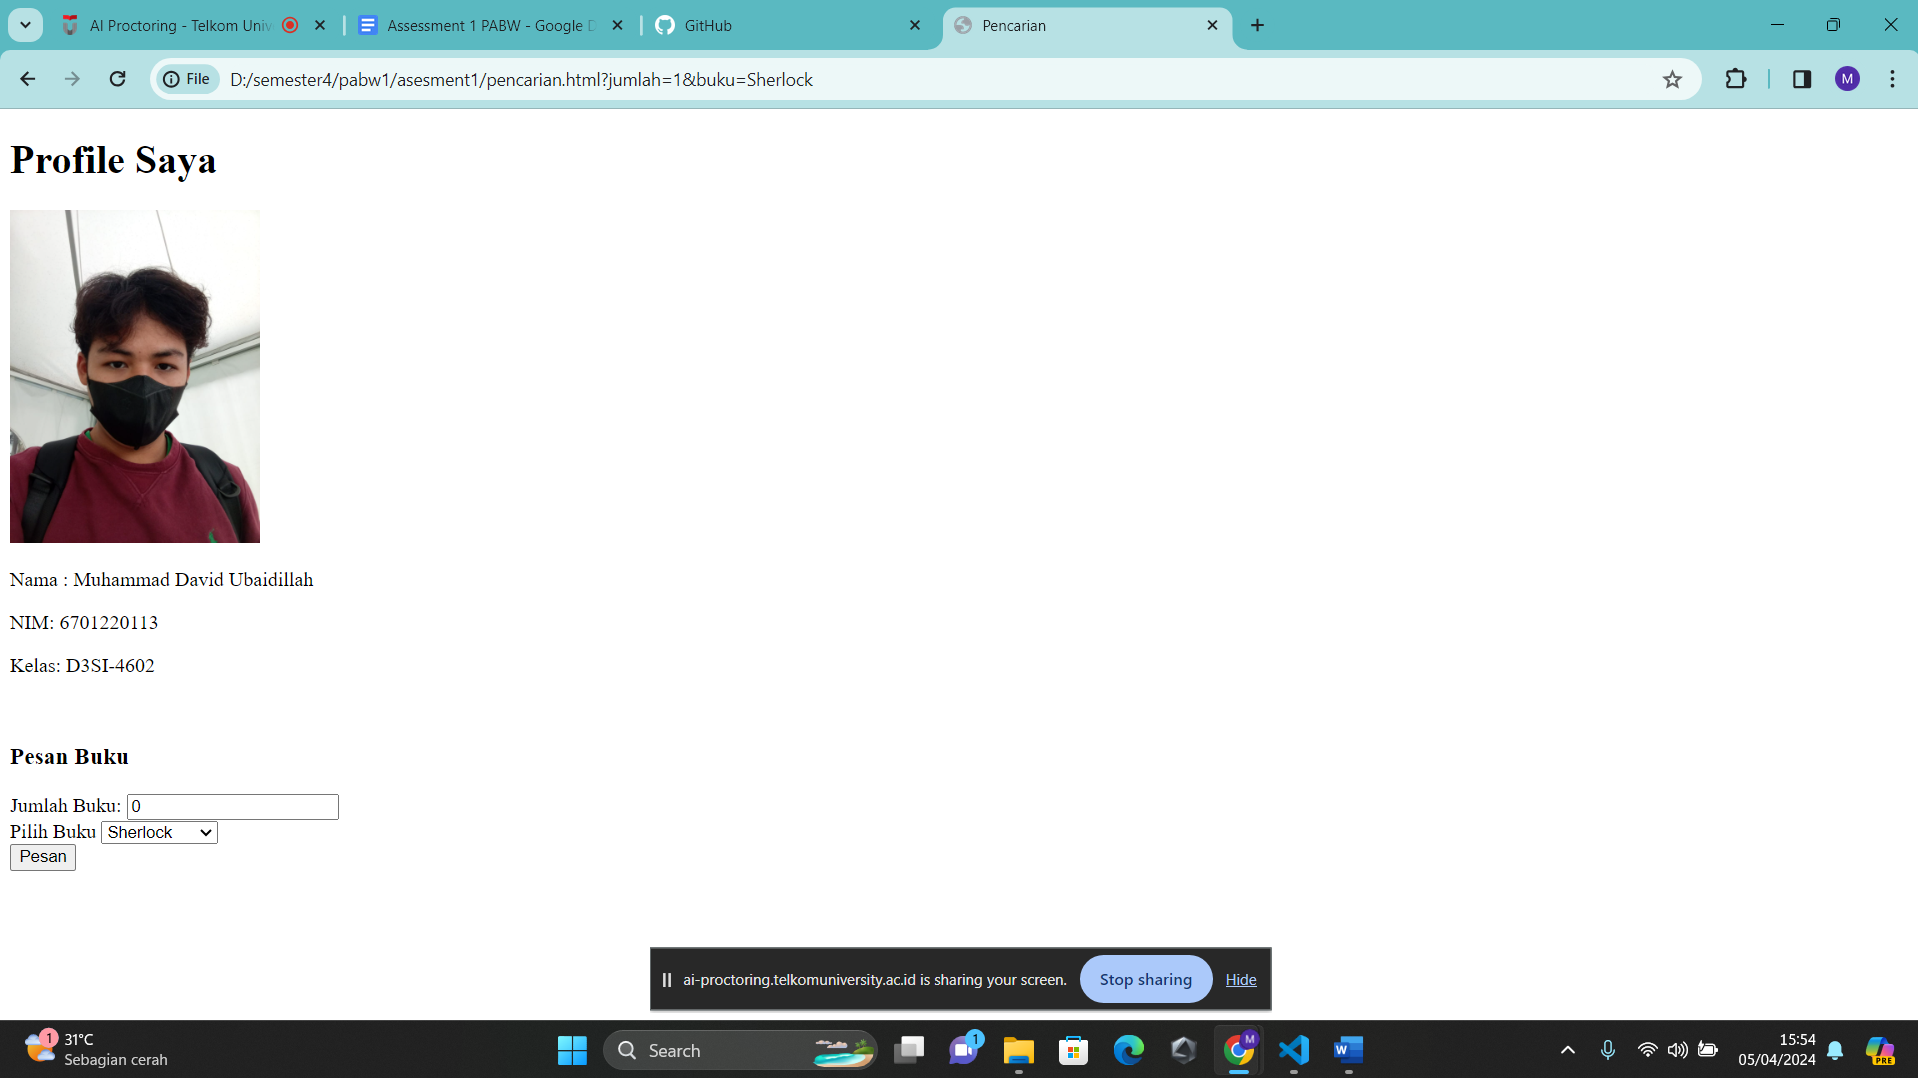 AI Proctoring - Telkom Univ
Assessment 1 PABW - Google D
GitHub
Pencarian
File
D:/semester4/pabw1/asesment1/pencarian.html?jumlah=1&buku=Sherlock
M
Profile Saya
Nama : Muhammad David Ubaidillah
NIM: 6701220113
Kelas: D3SI-4602
Pesan Buku
Jumlah Buku: 0
Pilih Buku Sherlock
Pesan
ai-proctoring.telkomuniversity.ac.id is sharing your screen. Stop sharing Hide
1
31°C
Sebagian cerah
Search
1
M
W
15:54
05/04/2024
PRE